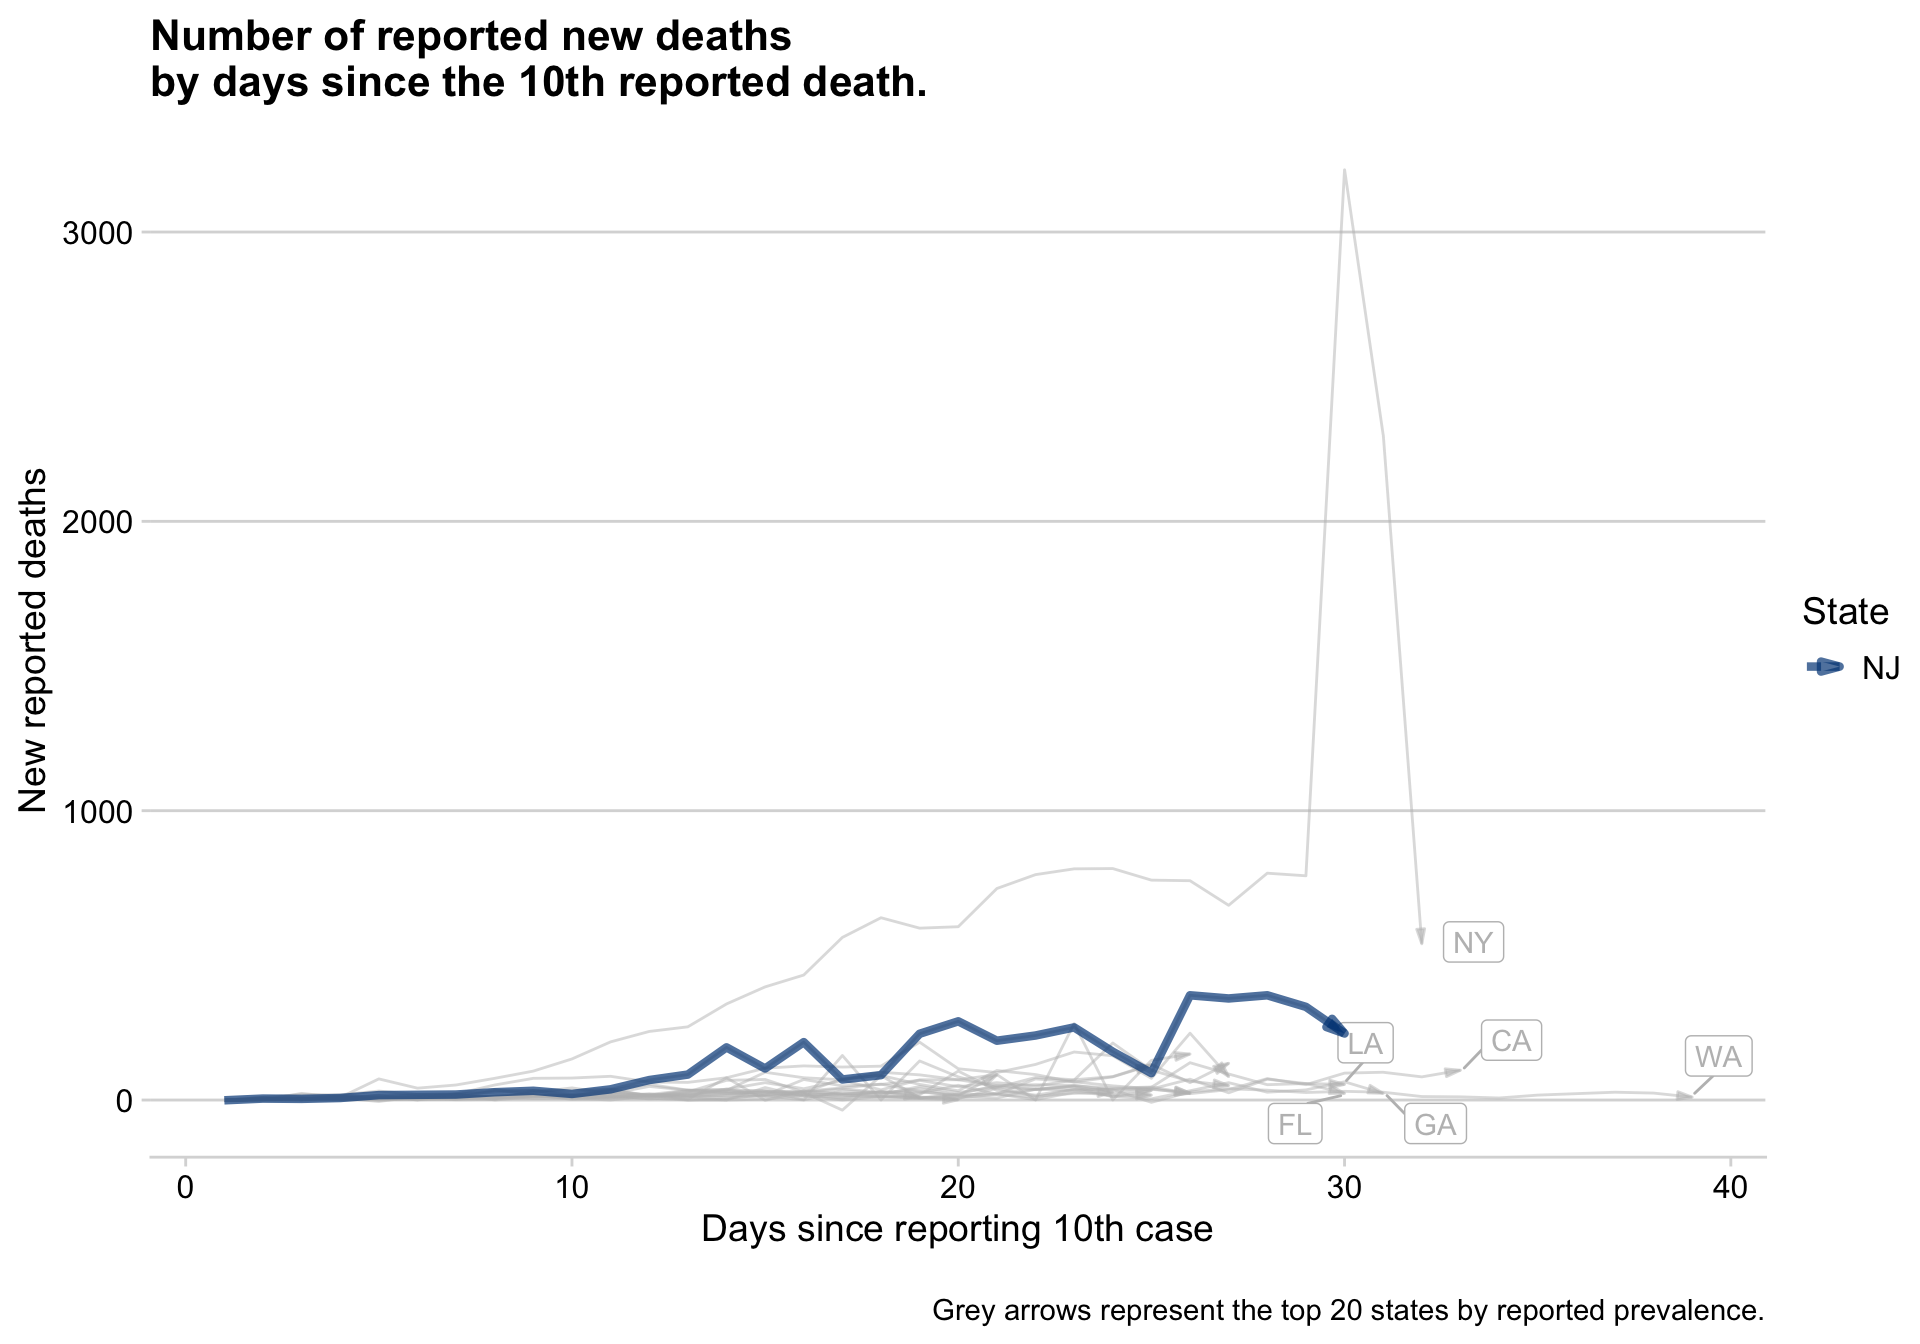 Number of reported new deaths
by days since the 10th reported death.
New reported deaths
3000
2000
1000
0
NY
LA
CA
WA
FL
GA
0
10
20
30
40
Days since reporting 10th case
State
NJ
Grey arrows represent the top 20 states by reported prevalence.